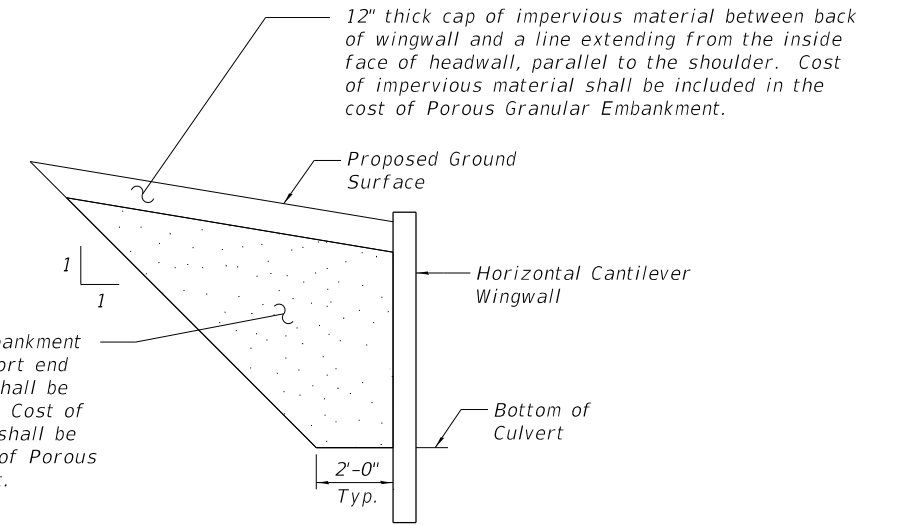 12" thick cap of impervious material between back
of wingwall and a line extending from the inside
face of headwall, parallel to the shoulder. Cost
of impervious material shall be included in the
cost of Porous Granular Embankment.
Proposed Ground
Surface
1
1
Horizontal Cantilever
Wingwall
ankment
ort end
hall be
Cost of
shall be
of Porous
Bottom of
Culvert
2'-0"
Typ.